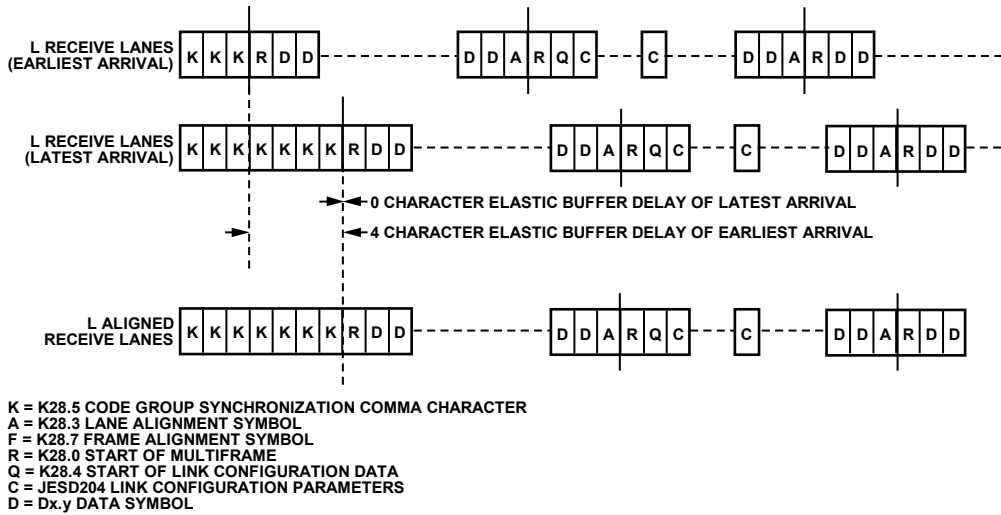 L RECEIVE LANES
(EARLIEST ARRIVAL)
K K K R D D
D D A R Q C
C
D D A R D D
L RECEIVE LANES
(LATEST ARRIVAL)
K K K K K K K R D D
D D A R Q C
C
D D A R D D
0 CHARACTER ELASTIC BUFFER DELAY OF LATEST ARRIVAL
4 CHARACTER ELASTIC BUFFER DELAY OF EARLIEST ARRIVAL
L ALIGNED
RECEIVE LANES
K K K K K K K R D D
D D A R Q C
C
D D A R D D
K = K28.5 CODE GROUP SYNCHRONIZATION COMMA CHARACTER
A = K28.3 LANE ALIGNMENT SYMBOL
F = K28.7 FRAME ALIGNMENT SYMBOL
R = K28.0 START OF MULTIFRAME
Q = K28.4 START OF LINK CONFIGURATION DATA
C = JESD204 LINK CONFIGURATION PARAMETERS
D = Dx.y DATA SYMBOL